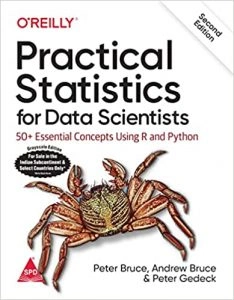 O'REILLY®
Second
Edition
Practical
Statistics
for Data Scientists
50+ Essential Concepts Using R and Python
Grayscale Edition
For Sale in the
Indian Subcontinent &
Select Countries Only*
SPD
Peter Bruce, Andrew Bruce
& Peter Gedeck